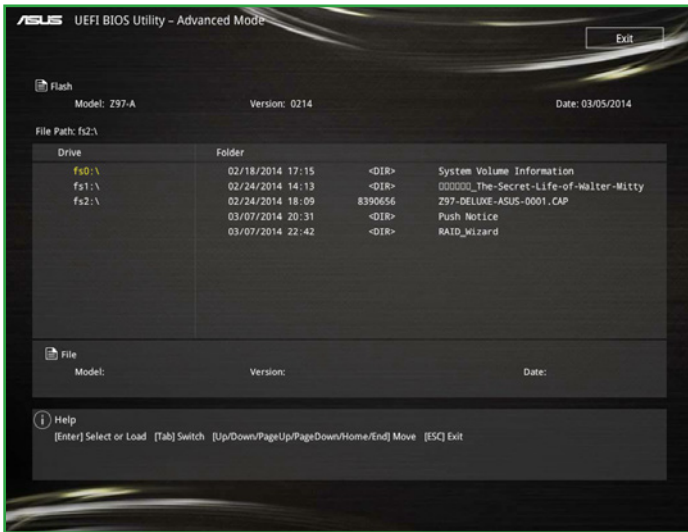 ASUS UEFI BIOS Utility – Advanced Mode
Exit
Flash
Model: Z97-A Version: 0214 Date: 03/05/2014
File Path: fs2:\
Drive Folder
fs0:\ 02/18/2014 17:15 <DIR> System Volume Information
fs1:\ 02/24/2014 14:13 <DIR> □□□□□□_The-Secret-Life-of-Walter-Mitty
fs2:\ 02/24/2014 18:09 8390656 Z97-DELUXE-ASUS-0001.CAP
03/07/2014 20:31 <DIR> Push Notice
03/07/2014 22:42 <DIR> RAID_Wizard
File
Model: Version: Date:
Help
[Enter] Select or Load [Tab] Switch [Up/Down/PageUp/PageDown/Home/End] Move [ESC] Exit